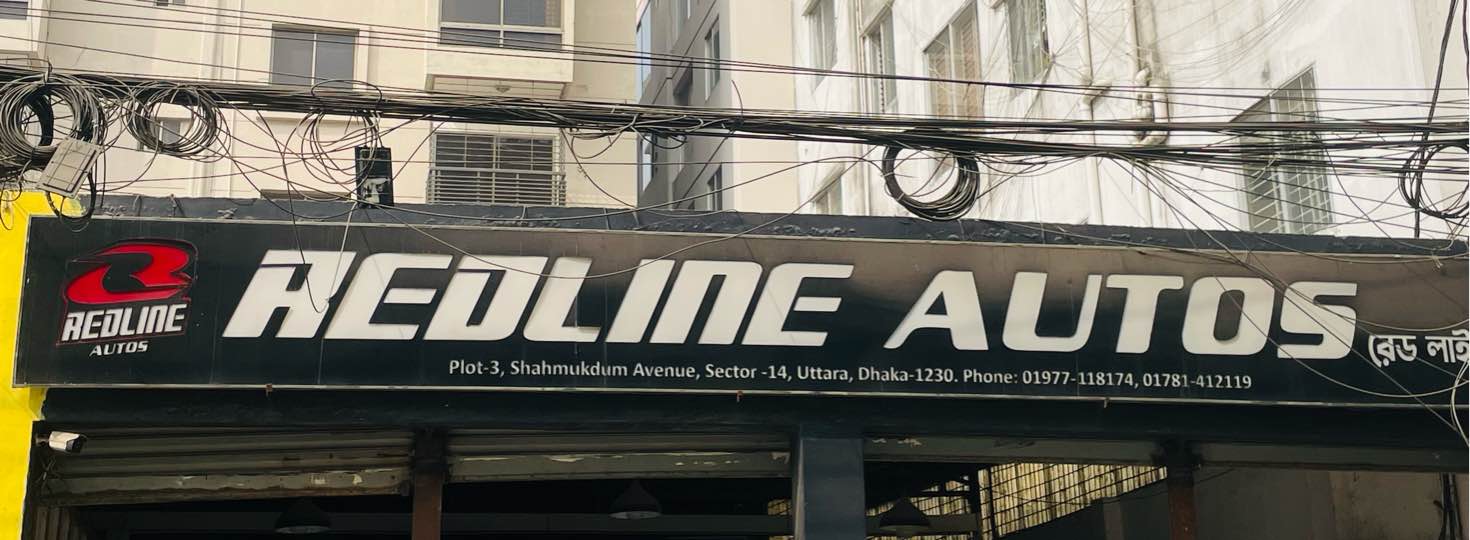 REDLINE
AUTOS
REDLINE AUTOS
রেড লাই
Plot-3, Shahmukdum Avenue, Sector -14, Uttara, Dhaka-1230. Phone: 01977-118174, 01781-412119